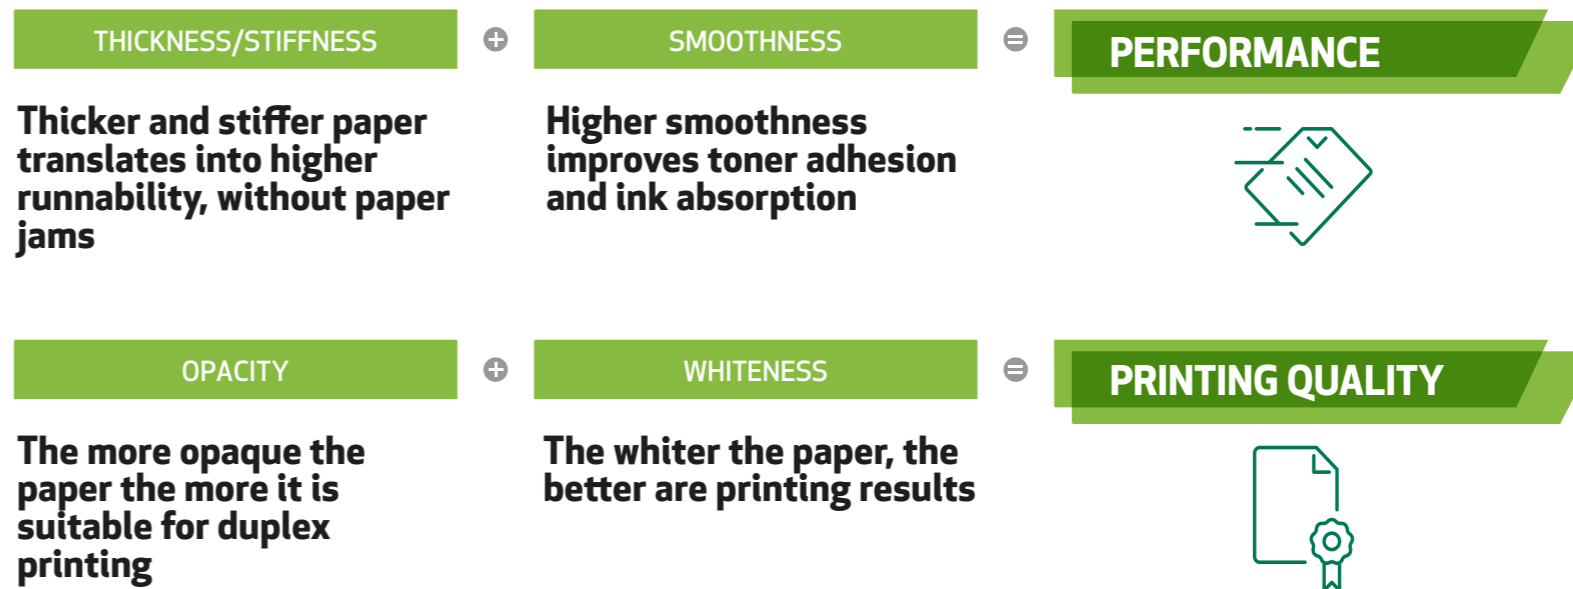 THICKNESS/STIFFNESS + SMOOTHNESS = PERFORMANCE
Thicker and stiffer paper
translates into higher
runnability, without paper
jams
Higher smoothness
improves toner adhesion
and ink absorption
OPACITY + WHITENESS = PRINTING QUALITY
The more opaque the
paper the more it is
suitable for duplex
printing
The whiter the paper, the
better are printing results